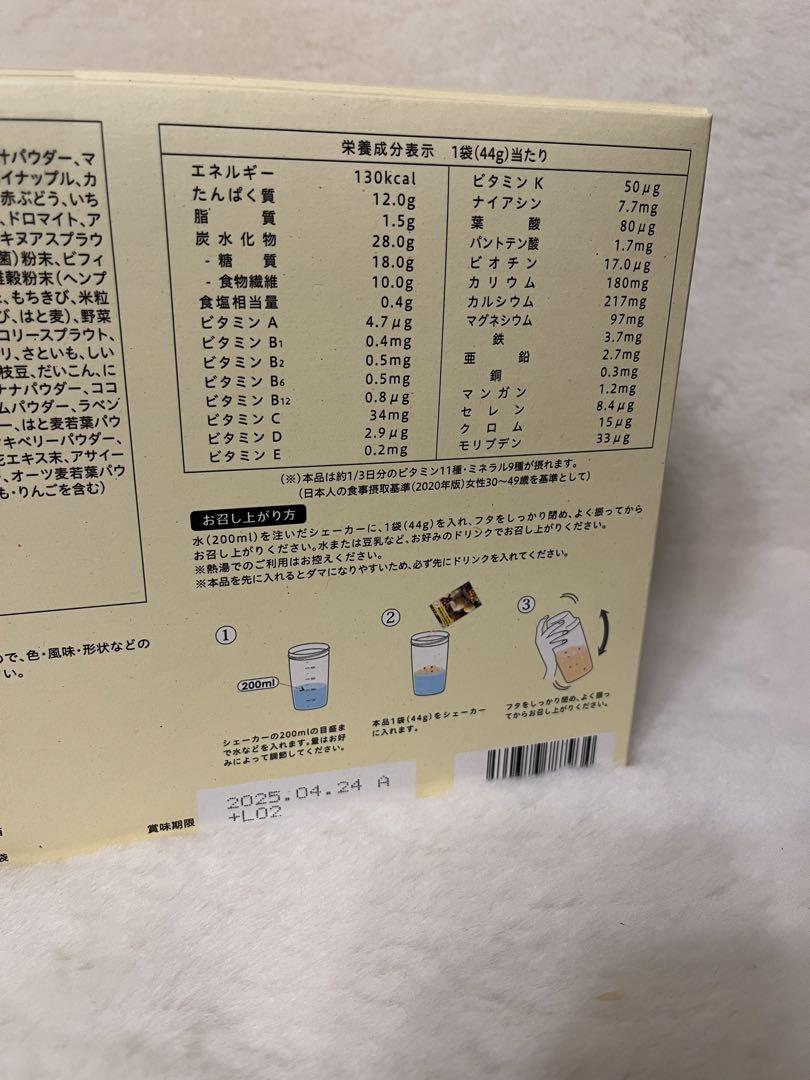 汁パウダー、マ
イナップル、カ
赤ぶどう、いち
、ドロマイト、ア
キヌアスプラウ
菌)粉末、ビフィ
雑穀粉末(ヘンプ
、もちきび、米粒
び、はと麦)、野菜
コリースプラウト、
リ、さといも、しい
枝豆、だいこん、に
ナナパウダー、ココ
ムパウダー、ラベン
ー、はと麦若葉パウ
キベリーパウダー、
花エキス末、アサイー
、オーツ麦若葉パウ
も・りんごを含む)
ので、色・風味・形状などの
い。
栄養成分表示 1袋(44g)当たり
エネルギー 130kcal
たんぱく質 12.0g
脂質 1.5g
炭水化物 28.0g
- 糖質 18.0g
- 食物繊維 10.0g
食塩相当量 0.4g
ビタミン A 4.7μg
ビタミン B1 0.4mg
ビタミン B2 0.5mg
ビタミン B6 0.5mg
ビタミン B12 0.8μg
ビタミン C 34mg
ビタミン D 2.9μg
ビタミン E 0.2mg
ビタミン K 50μg
ナイアシン 7.7mg
葉酸 80μg
パントテン酸 1.7mg
ビオチン 17.0μg
カリウム 180mg
カルシウム 217mg
マグネシウム 97mg
鉄 3.7mg
亜鉛 2.7mg
銅 0.3mg
マンガン 1.2mg
セレン 8.4μg
クロム 15μg
モリブデン 33μg
(※)本品は約1/3日分のビタミン11種・ミネラル9種が摂れます。
(日本人の食事摂取基準(2020年版)女性30～49歳を基準として)
お召し上がり方
水(200ml)を注いだシェーカーに、1袋(44g)を入れ、フタをしっかり閉め、よく振ってから
お召し上がりください。水または豆乳など、お好みのドリンクでお召し上がりください。
※熱湯でのご利用はお控えください。
※本品を先に入れるとダマになりやすいため、必ず先にドリンクを入れてください。
①
200ml
シェーカーの200mlの目盛ま
で水などを入れます。量はお好
みによって調節してください。
②
本品1袋(44g)をシェーカー
に入れます。
③
フタをしっかり閉め、よく振っ
てからお召し上がりください。
賞味期限
2025.04.24 A
+L02
袋